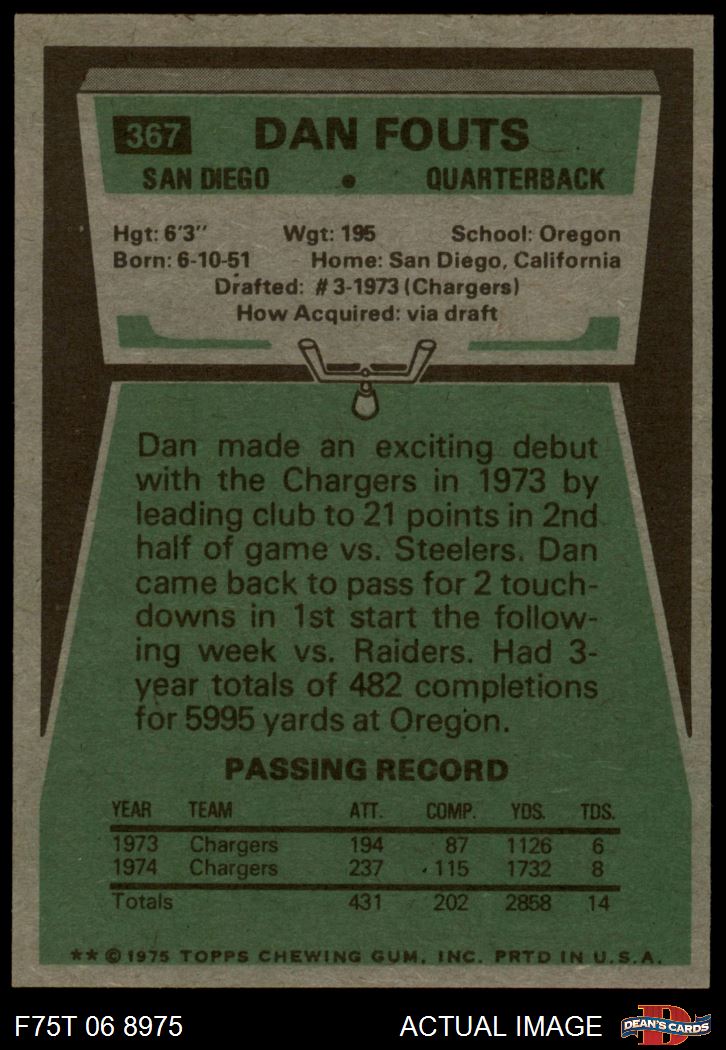 367 DAN FOUTS
SAN DIEGO • QUARTERBACK
Hgt: 6'3" Wgt: 195 School: Oregon
Born: 6-10-51 Home: San Diego, California
Drafted: #3-1973 (Chargers)
How Acquired: via draft
Dan made an exciting debut
with the Chargers in 1973 by
leading club to 21 points in 2nd
half of game vs. Steelers. Dan
came back to pass for 2 touch-
downs in 1st start the follow-
ing week vs. Raiders. Had 3-
year totals of 482 completions
for 5995 yards at Oregon.
PASSING RECORD
YEAR TEAM ATT. COMP. YDS. TDS.
1973 Chargers 194 87 1126 6
1974 Chargers 237 115 1732 8
Totals 431 202 2858 14
**©1975 TOPPS CHEWING GUM, INC. PRTD IN U.S.A.
F75T 06 8975 ACTUAL IMAGE DEAN'S CARDS